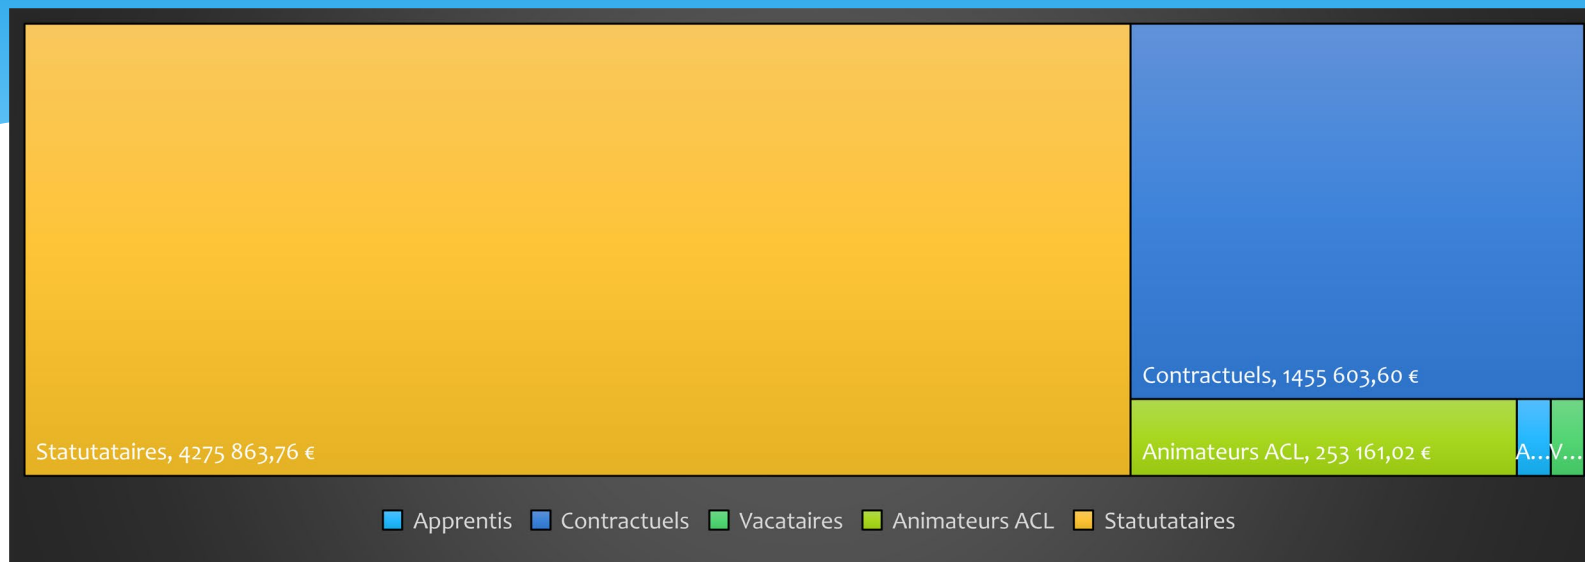 Contractuels, 1455 603,60 €
Statutataires, 4275 863,76 €
Animateurs ACL, 253 161,02 €
A...
V...
Apprentis
Contractuels
Vacataires
Animateurs ACL
Statutataires